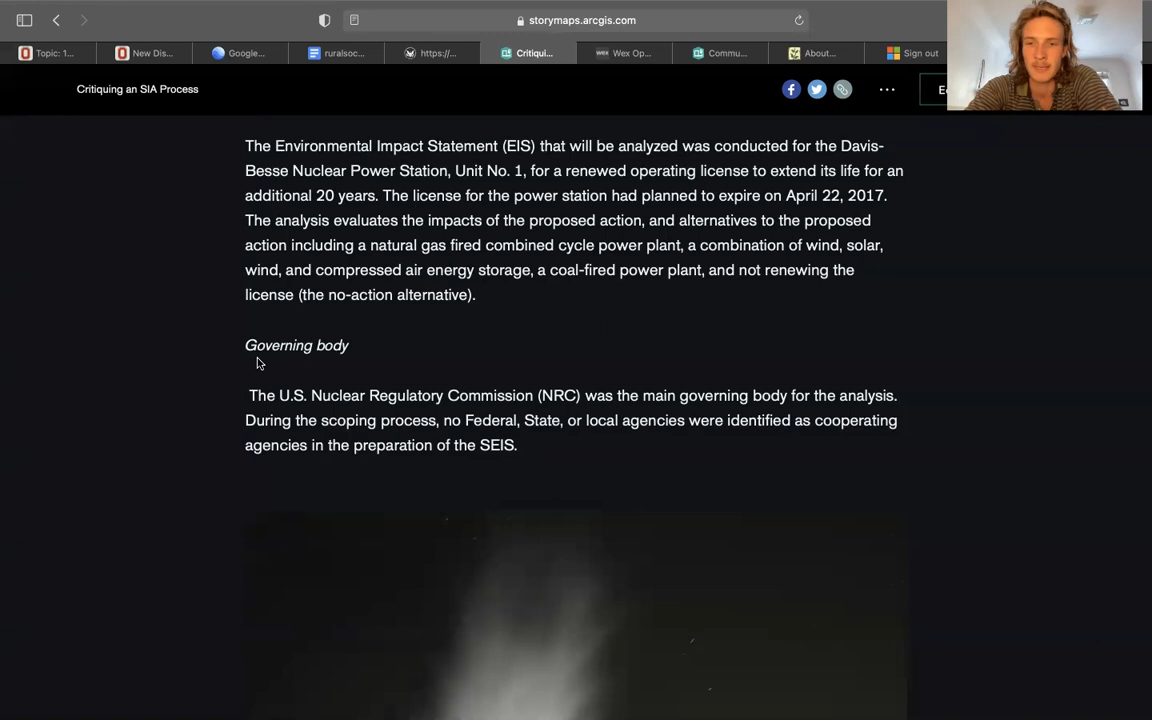 storymaps.arcgis.com
Topic: 1...
New Dis...
Google...
ruralsoc...
https://...
Critiqui...
Wex Op...
Commu...
About...
Sign out
Critiquing an SIA Process
The Environmental Impact Statement (EIS) that will be analyzed was conducted for the Davis-
Besse Nuclear Power Station, Unit No. 1, for a renewed operating license to extend its life for an
additional 20 years. The license for the power station had planned to expire on April 22, 2017.
The analysis evaluates the impacts of the proposed action, and alternatives to the proposed
action including a natural gas fired combined cycle power plant, a combination of wind, solar,
wind, and compressed air energy storage, a coal-fired power plant, and not renewing the
license (the no-action alternative).
Governing body
The U.S. Nuclear Regulatory Commission (NRC) was the main governing body for the analysis.
During the scoping process, no Federal, State, or local agencies were identified as cooperating
agencies in the preparation of the SEIS.